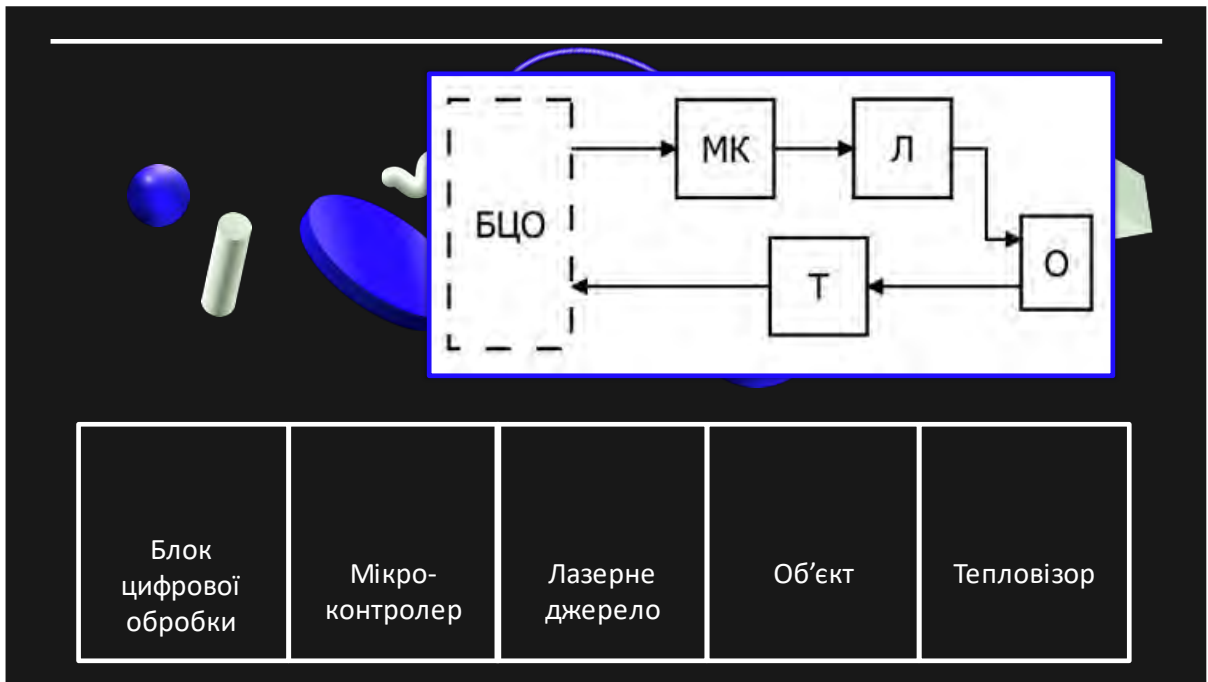 МК
Л
БЦО
О
Т
Блок
цифрової
обробки
Мікро-
контролер
Лазерне
джерело
Об’єкт
Тепловізор